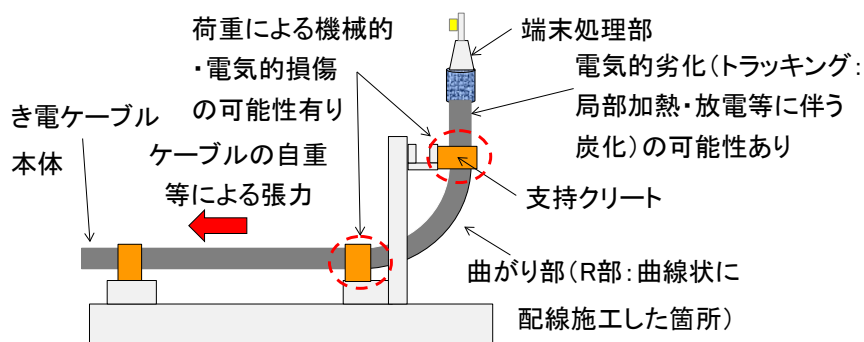 荷重による機械的
・電気的損傷
の可能性有り
端末処理部
電気的劣化（トラッキング：
局部加熱・放電等に伴う
炭化）の可能性あり
き電ケーブル
本体
ケーブルの自重
等による張力
支持クリート
曲がり部（R部：曲線状に
配線施工した箇所）